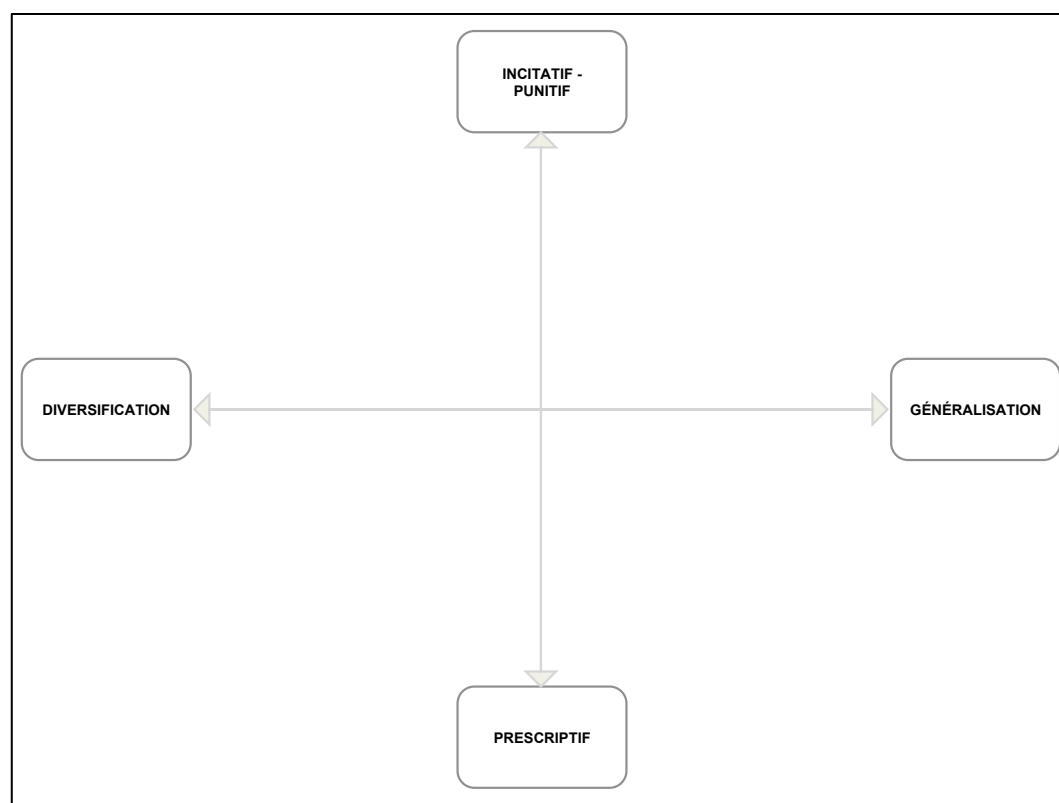 INCITATIF -
PUNITIF
DIVERSIFICATION
GÉNÉRALISATION
PRESCRIPTIF